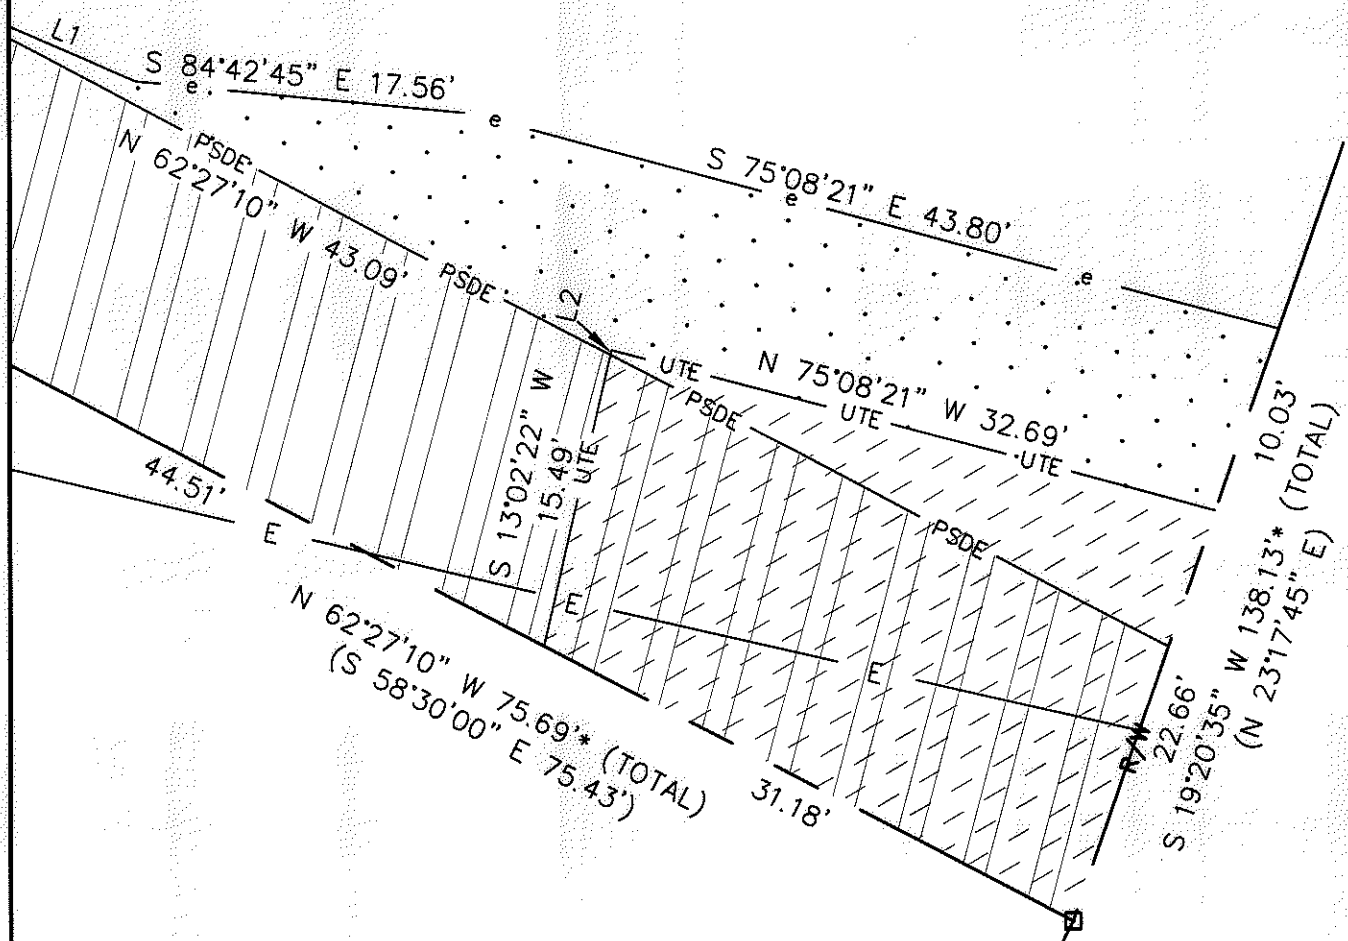 L1
S 84°42'45" E 17.56'
e
e
S 75°08'21" E 43.80'
e
e
PSDE
N 62°27'10" W 43.09'
PSDE
L2
UTE
N 75°08'21" W 32.69'
PSDE
UTE
UTE
10.03'
S 19°20'35" W 138.13'* (TOTAL)
(N 23°17'45" E)
S 13°02'22" W
15.49'
UTE
44.51'
E
E
PSDE
E
R/W
22.66'
N 62°27'10" W 75.69'* (TOTAL)
(S 58°30'00" E 75.43')
31.18'